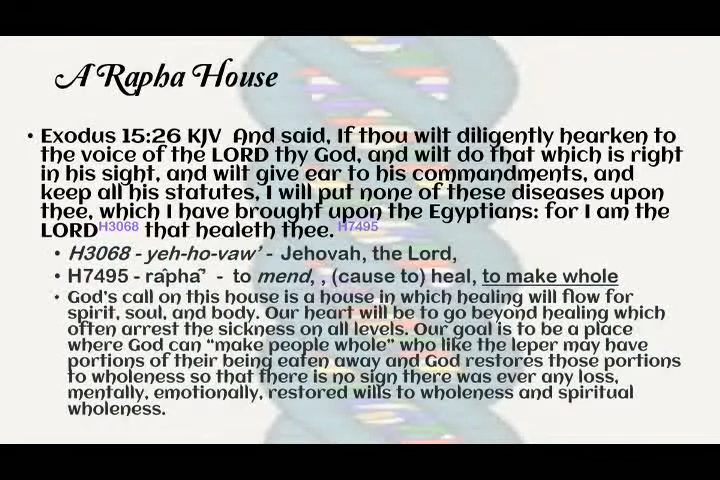 A Rapha House
• Exodus 15:26 KJV And said, If thou wilt diligently hearken to
the voice of the LORD thy God, and wilt do that which is right
in his sight, and wilt give ear to his commandments, and
keep all his statutes, I will put none of these diseases upon
thee, which I have brought upon the Egyptians: for I am the
LORD H3068 that healeth thee. H7495
• H3068 - yeh-ho-vaw' - Jehovah, the Lord,
• H7495 - râpha'̂ - to mend, , (cause to) heal, to make whole
• God's call on this house is a house in which healing will flow for
spirit, soul, and body. Our heart will be to go beyond healing which
often arrest the sickness on all levels. Our goal is to be a place
where God can “make people whole” who like the leper may have
portions of their being eaten away and God restores those portions
to wholeness so that there is no sign there was ever any loss,
mentally, emotionally, restored wills to wholeness and spiritual
wholeness.